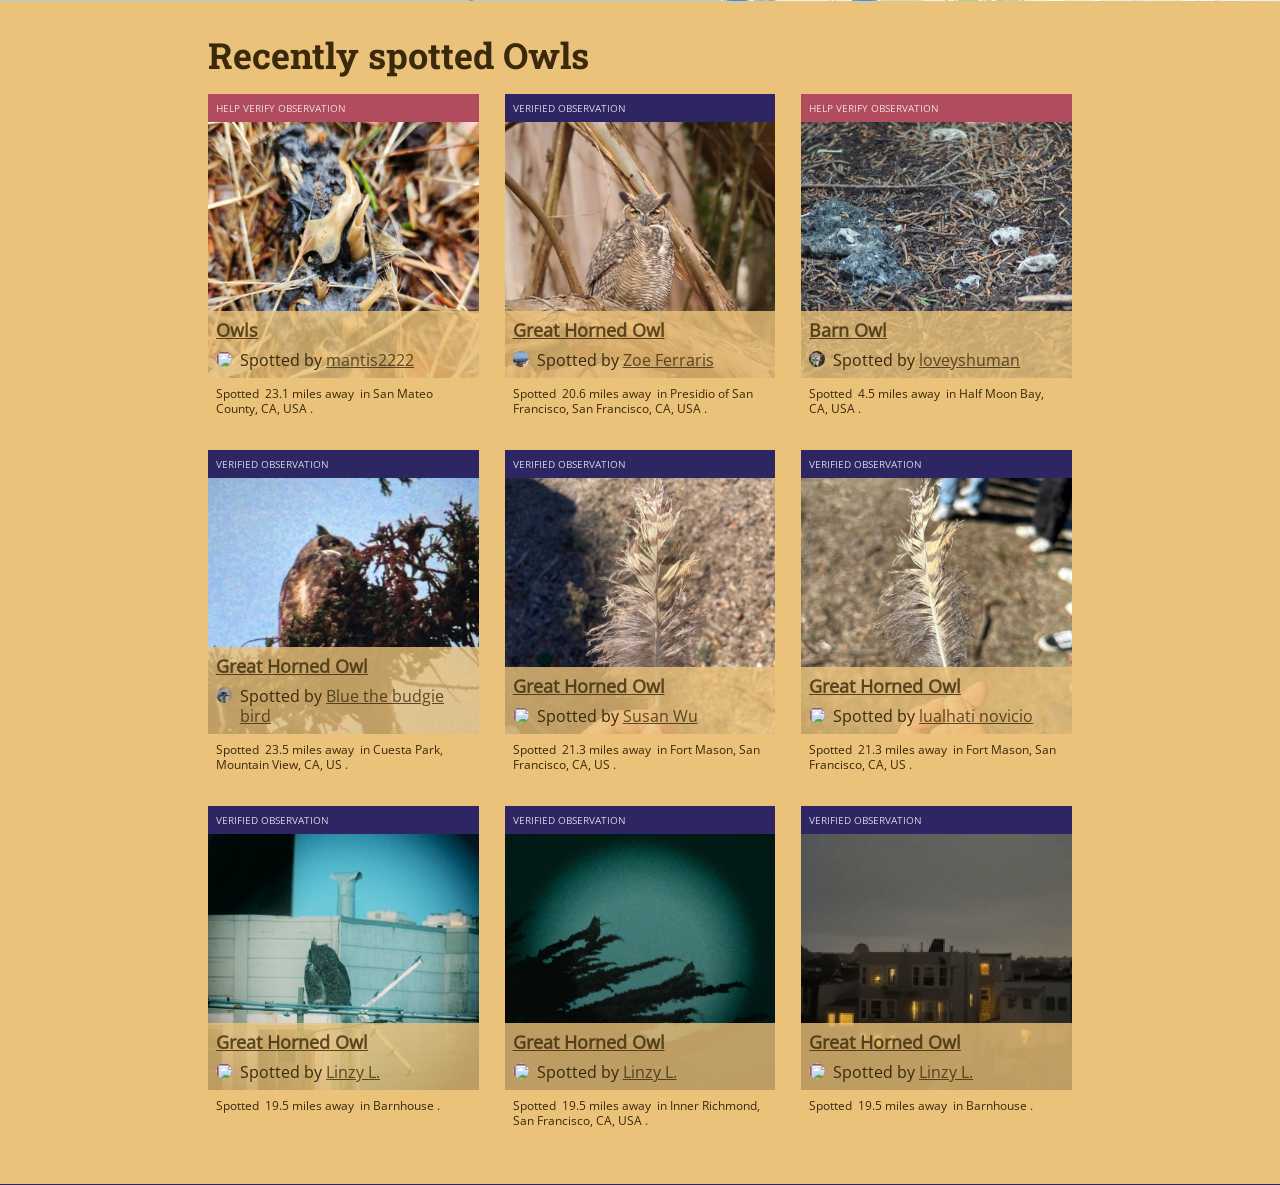 Recently spotted Owls
HELP VERIFY OBSERVATION
Owls
Spotted by mantis2222
Spotted 23.1 miles away in San Mateo
County, CA, USA .
VERIFIED OBSERVATION
Great Horned Owl
Spotted by Zoe Ferraris
Spotted 20.6 miles away in Presidio of San
Francisco, San Francisco, CA, USA .
HELP VERIFY OBSERVATION
Barn Owl
Spotted by loveyshuman
Spotted 4.5 miles away in Half Moon Bay,
CA, USA .
VERIFIED OBSERVATION
Great Horned Owl
Spotted by Blue the budgie
bird
Spotted 23.5 miles away in Cuesta Park,
Mountain View, CA, US .
VERIFIED OBSERVATION
Great Horned Owl
Spotted by Susan Wu
Spotted 21.3 miles away in Fort Mason, San
Francisco, CA, US .
VERIFIED OBSERVATION
Great Horned Owl
Spotted by lualhati novicio
Spotted 21.3 miles away in Fort Mason, San
Francisco, CA, US .
VERIFIED OBSERVATION
Great Horned Owl
Spotted by Linzy L.
Spotted 19.5 miles away in Barnhouse .
VERIFIED OBSERVATION
Great Horned Owl
Spotted by Linzy L.
Spotted 19.5 miles away in Inner Richmond,
San Francisco, CA, USA .
VERIFIED OBSERVATION
Great Horned Owl
Spotted by Linzy L.
Spotted 19.5 miles away in Barnhouse .